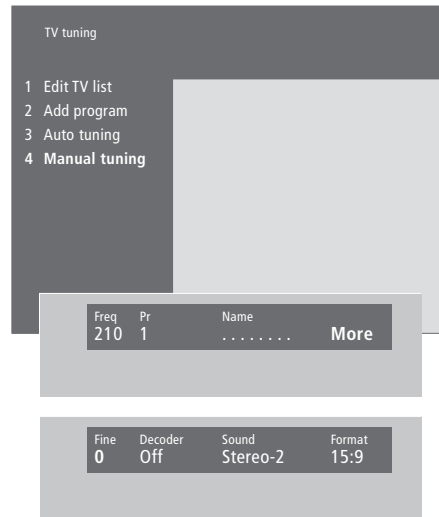 TV tuning
1 Edit TV list
2 Add program
3 Auto tuning
4 Manual tuning
Freq Pr Name
210 1 . . . . . . . . More
Fine Decoder Sound Format
0 Off Stereo-2 15:9